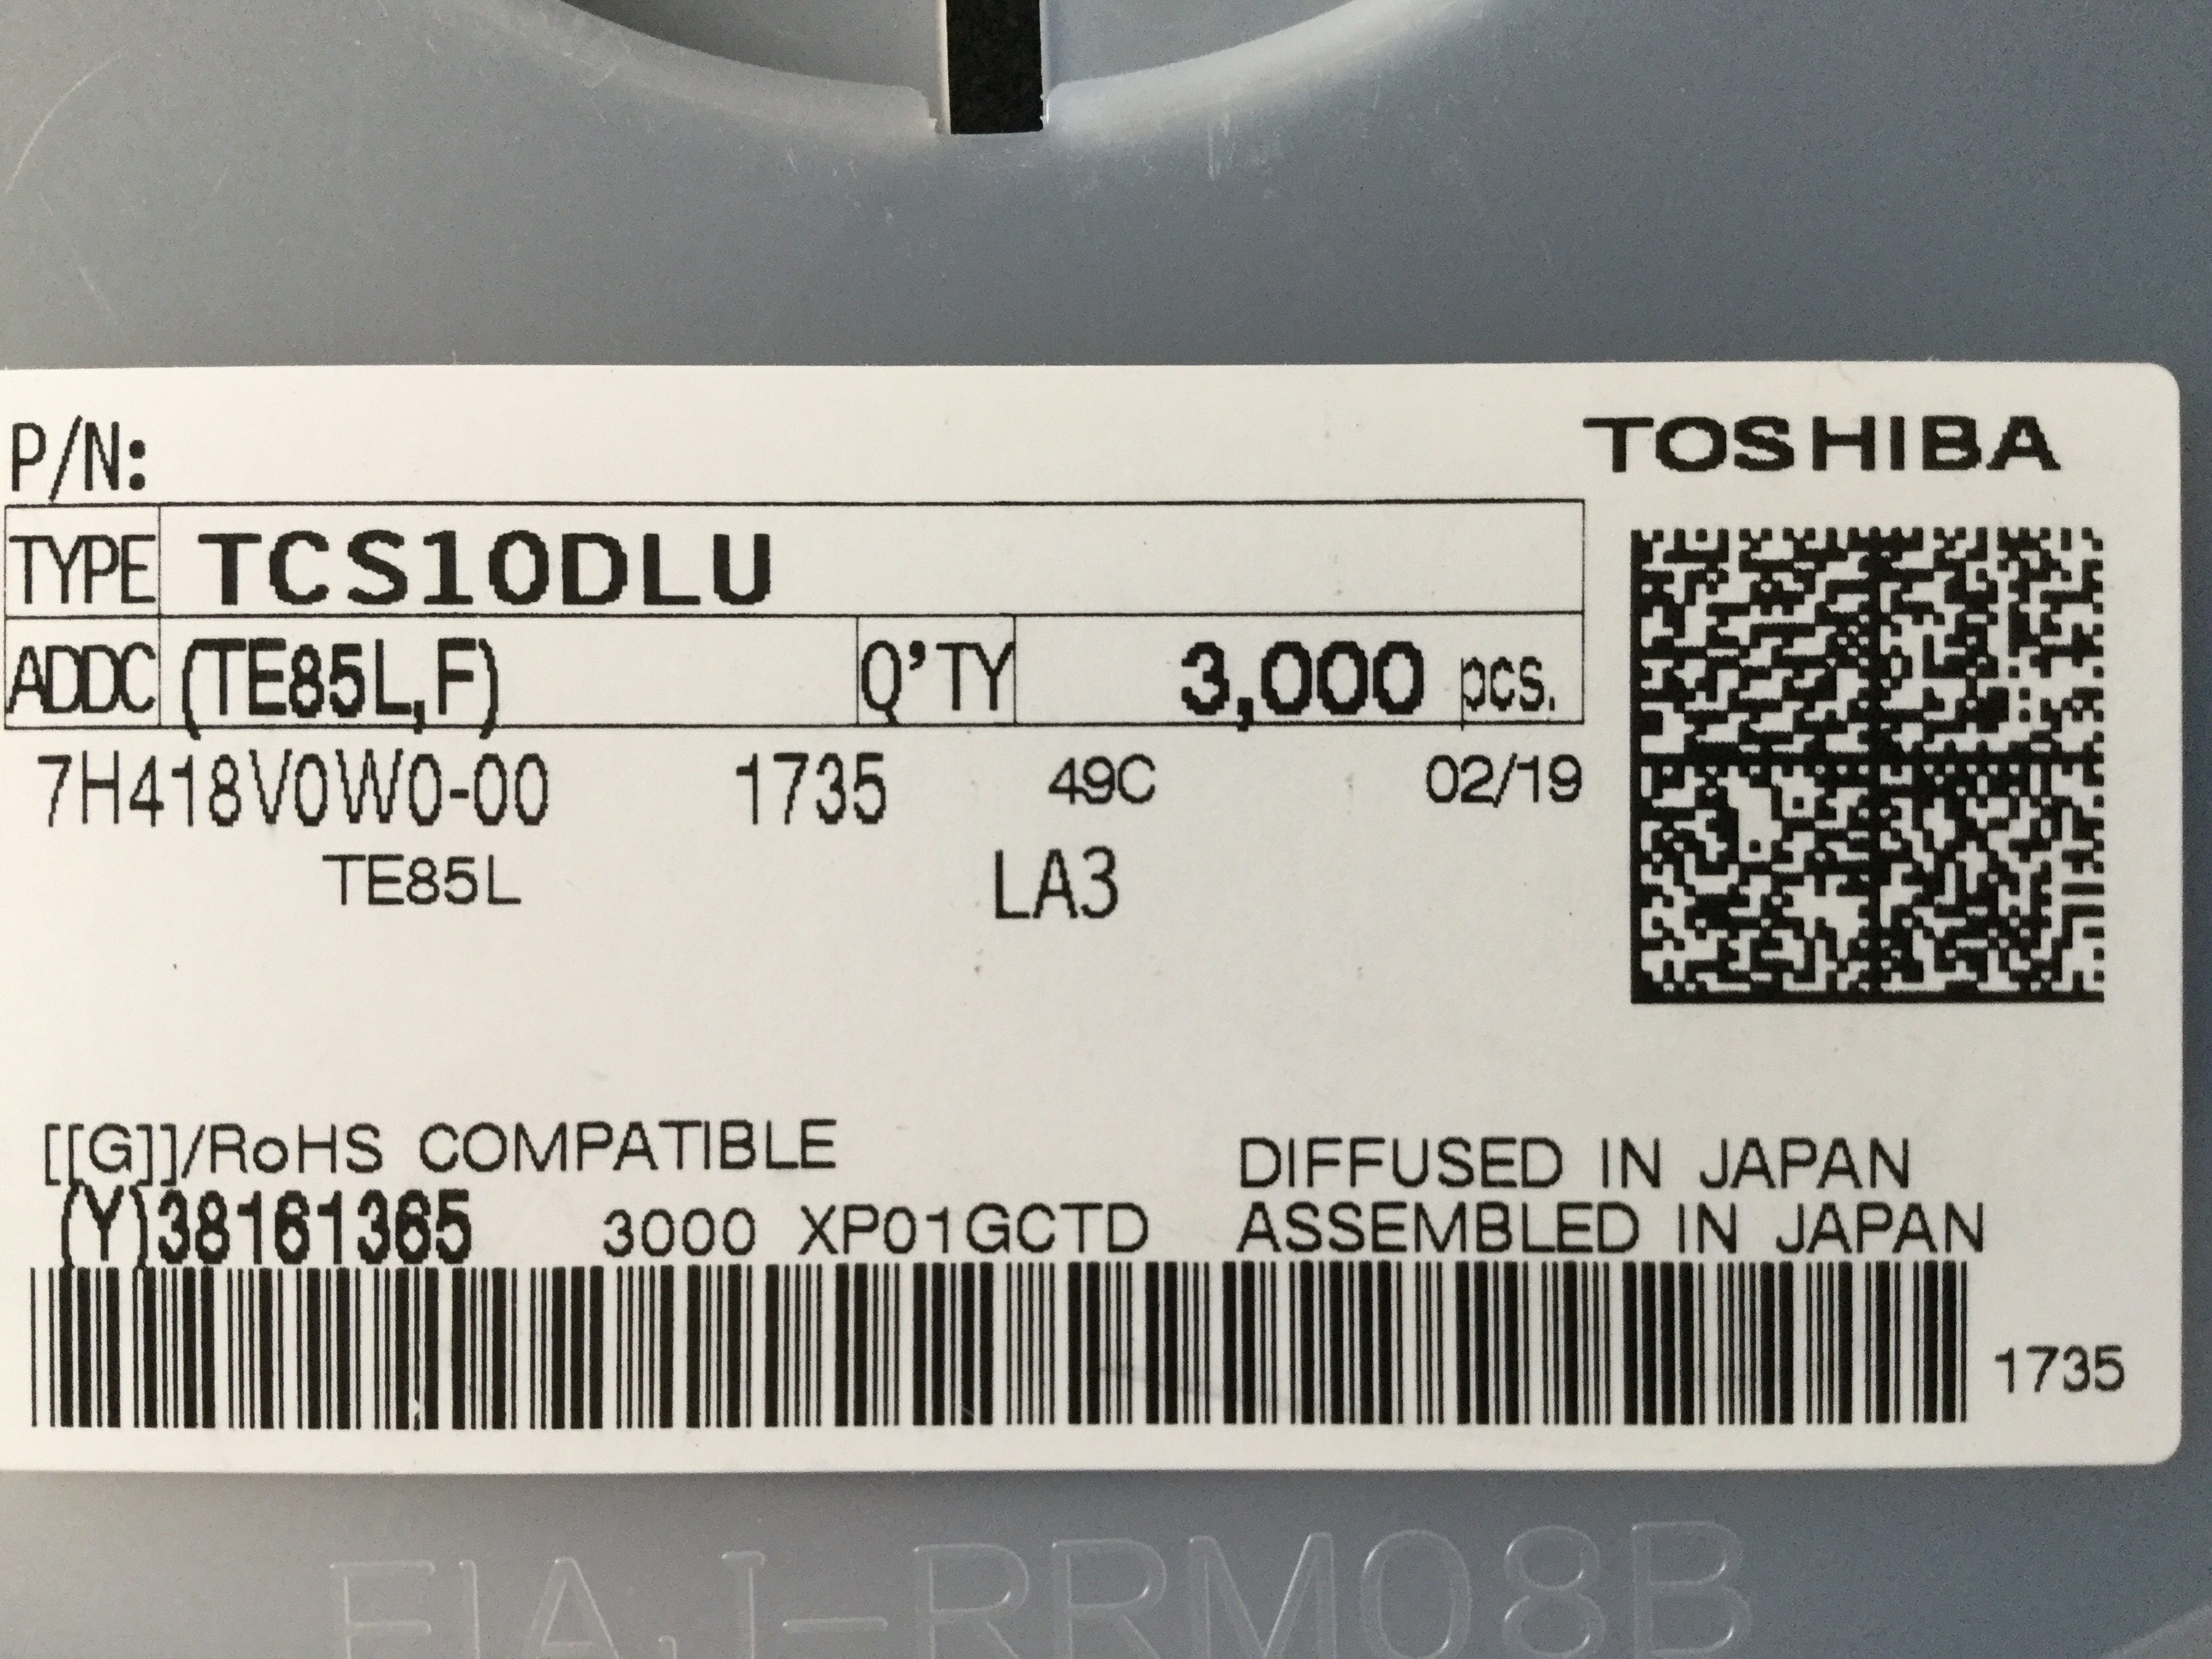 P/N:
TOSHIBA
TYPE TCS10DLU
ADDC (TE85L,F) Q'TY 3,000 pcs.
7H418V0W0-00 1735 49C 02/19
TE85L LA3
[[G]]/RoHS COMPATIBLE
DIFFUSED IN JAPAN
(Y)38161365 3000 XP01GCTD
ASSEMBLED IN JAPAN
1735
EIAJ-RRM08B